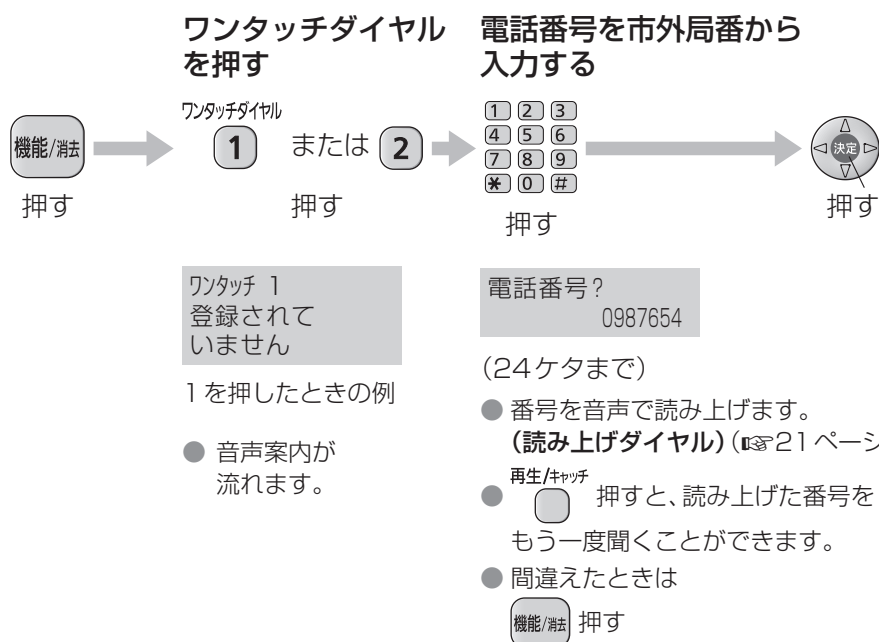 ワンタッチダイヤル
を押す
電話番号を市外局番から
入力する
機能/消去
押す
ワンタッチダイヤル
1 または 2
押す
1 2 3
4 5 6
7 8 9
* 0 #
押す
決定
押す
ワンタッチ 1
登録されて
いません
1を押したときの例
● 音声案内が
流れます。
電話番号?
0987654
(24ケタまで)
● 番号を音声で読み上げます。
(読み上げダイヤル)(☞21ページ
再生/キャッチ
● 押すと、読み上げた番号を
もう一度聞くことができます。
● 間違えたときは
機能/消去 押す